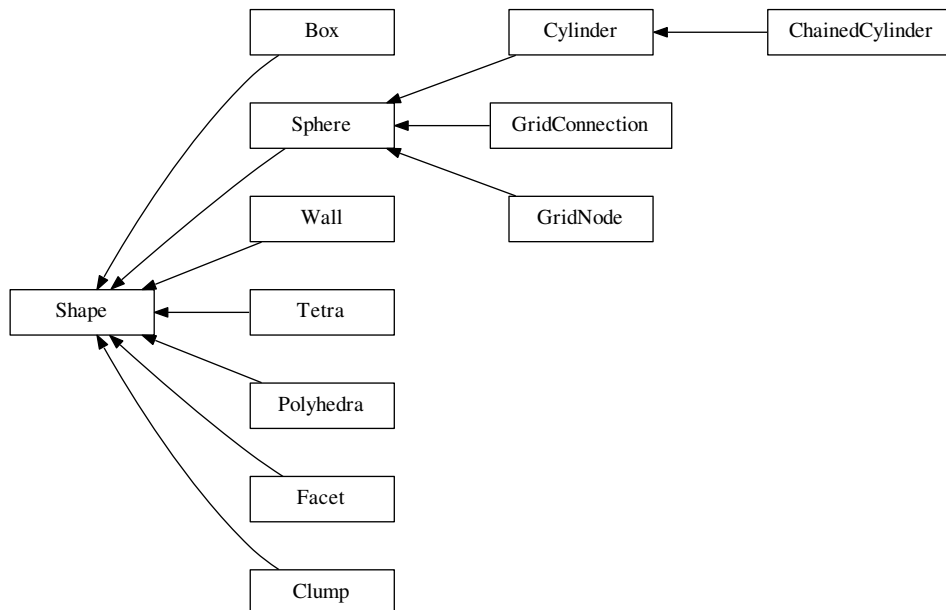 Box
Cylinder
ChainedCylinder
Sphere
GridConnection
Wall
GridNode
Shape
Tetra
Polyhedra
Facet
Clump